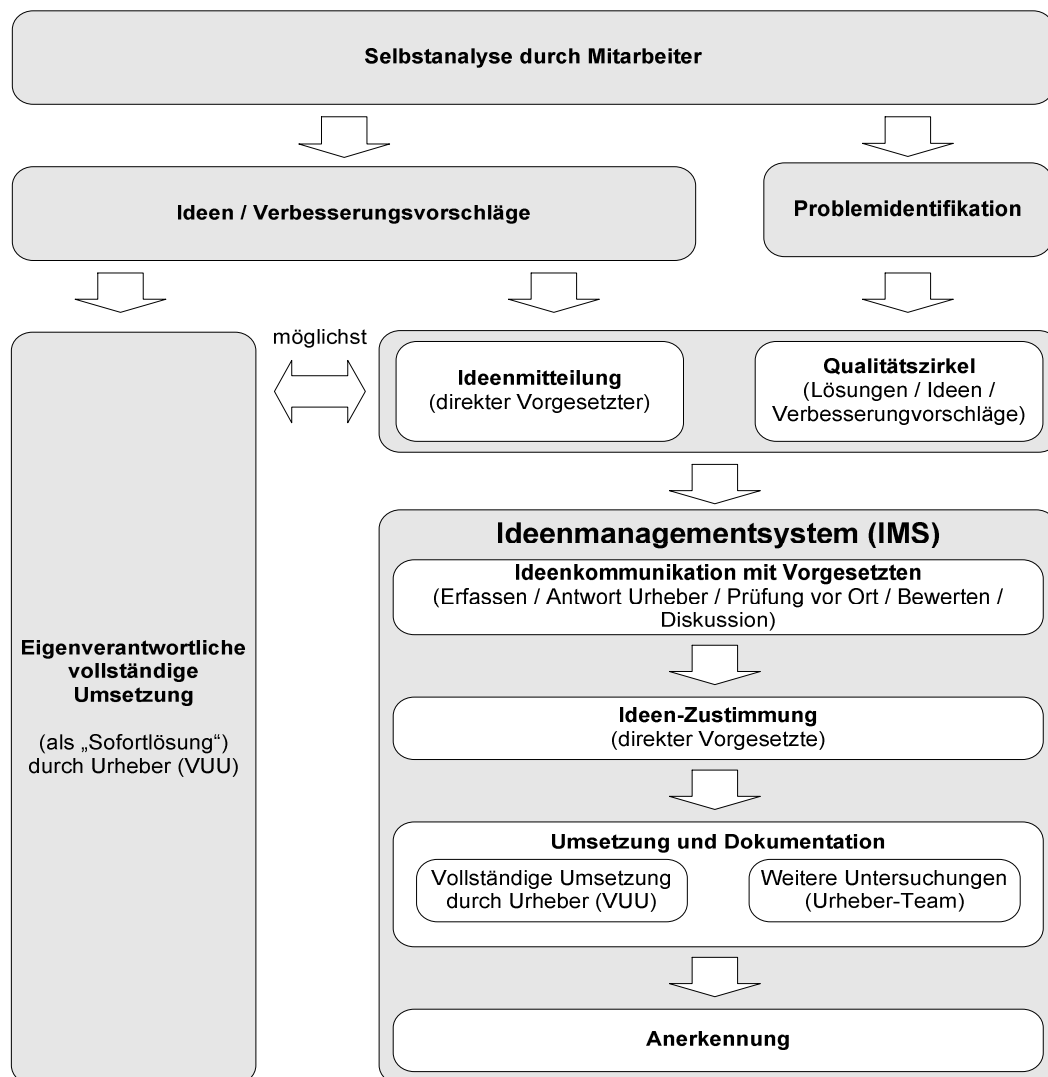 Selbstanalyse durch Mitarbeiter
Ideen / Verbesserungsvorschläge
Problemidentifikation
möglichst
Ideenmitteilung
(direkter Vorgesetzter)
Qualitätszirkel
(Lösungen / Ideen /
Verbesserungvorschläge)
Eigenverantwortliche
vollständige
Umsetzung
(als „Sofortlösung“)
durch Urheber (VUU)
Ideenmanagementsystem (IMS)
Ideenkommunikation mit Vorgesetzten
(Erfassen / Antwort Urheber / Prüfung vor Ort / Bewerten /
Diskussion)
Ideen-Zustimmung
(direkter Vorgesetzte)
Umsetzung und Dokumentation
Vollständige Umsetzung
durch Urheber (VUU)
Weitere Untersuchungen
(Urheber-Team)
Anerkennung